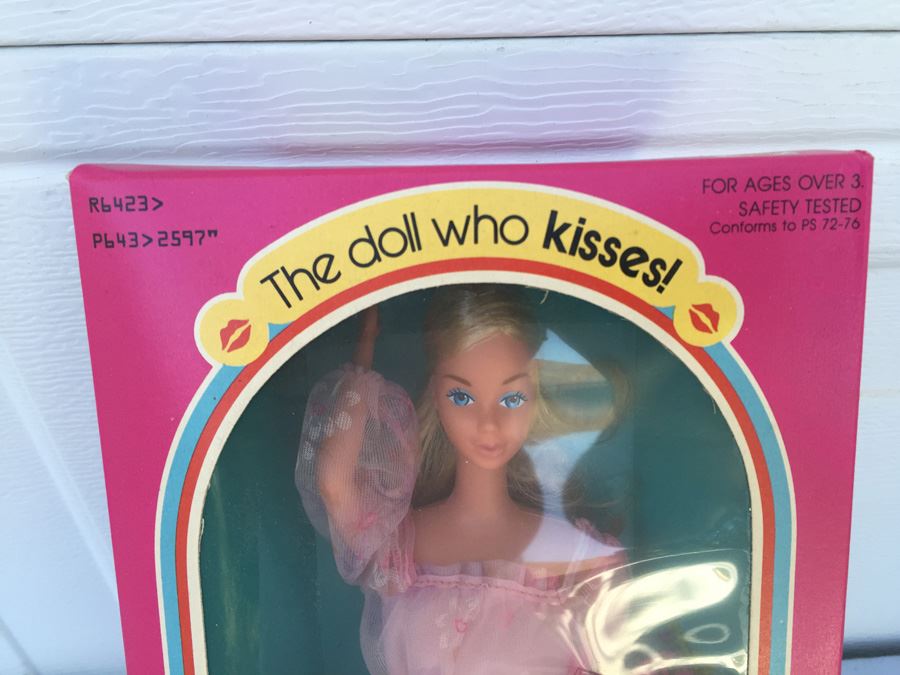 R6423>
P643>2597"
The doll who kisses!
FOR AGES OVER 3.
SAFETY TESTED
Conforms to PS 72-76